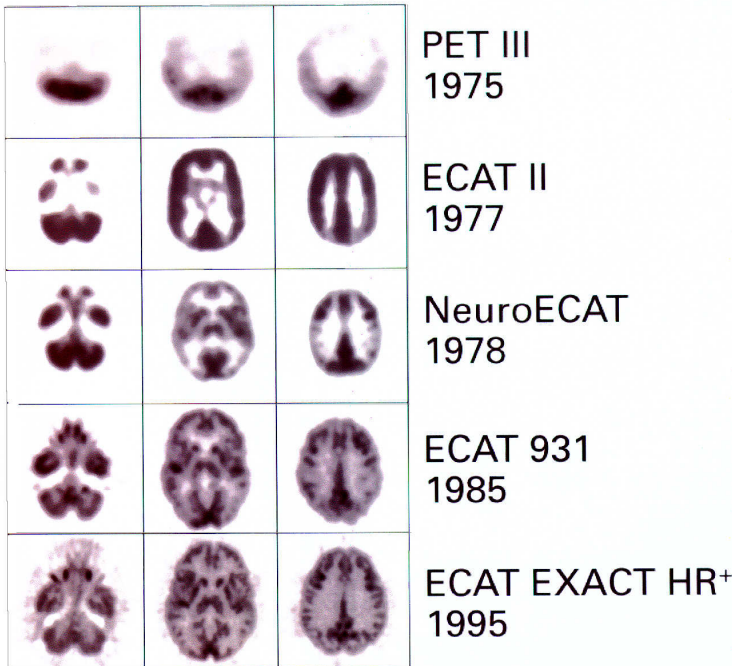 PET III
1975
ECAT II
1977
NeuroECAT
1978
ECAT 931
1985
ECAT EXACT HR⁺
1995